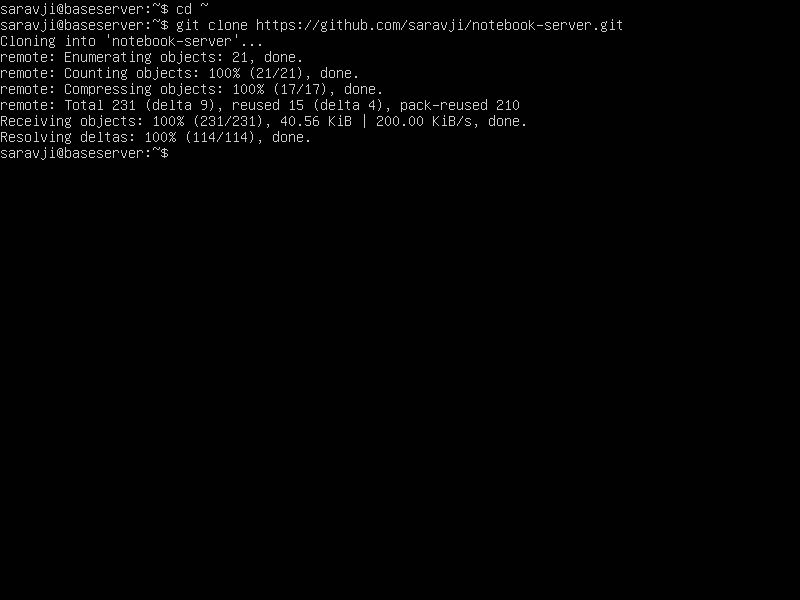 saravji@baseserver:~$ cd ~
saravji@baseserver:~$ git clone https://github.com/saravji/notebook-server.git
Cloning into 'notebook-server'...
remote: Enumerating objects: 21, done.
remote: Counting objects: 100% (21/21), done.
remote: Compressing objects: 100% (17/17), done.
remote: Total 231 (delta 9), reused 15 (delta 4), pack-reused 210
Receiving objects: 100% (231/231), 40.56 KiB | 200.00 KiB/s, done.
Resolving deltas: 100% (114/114), done.
saravji@baseserver:~$